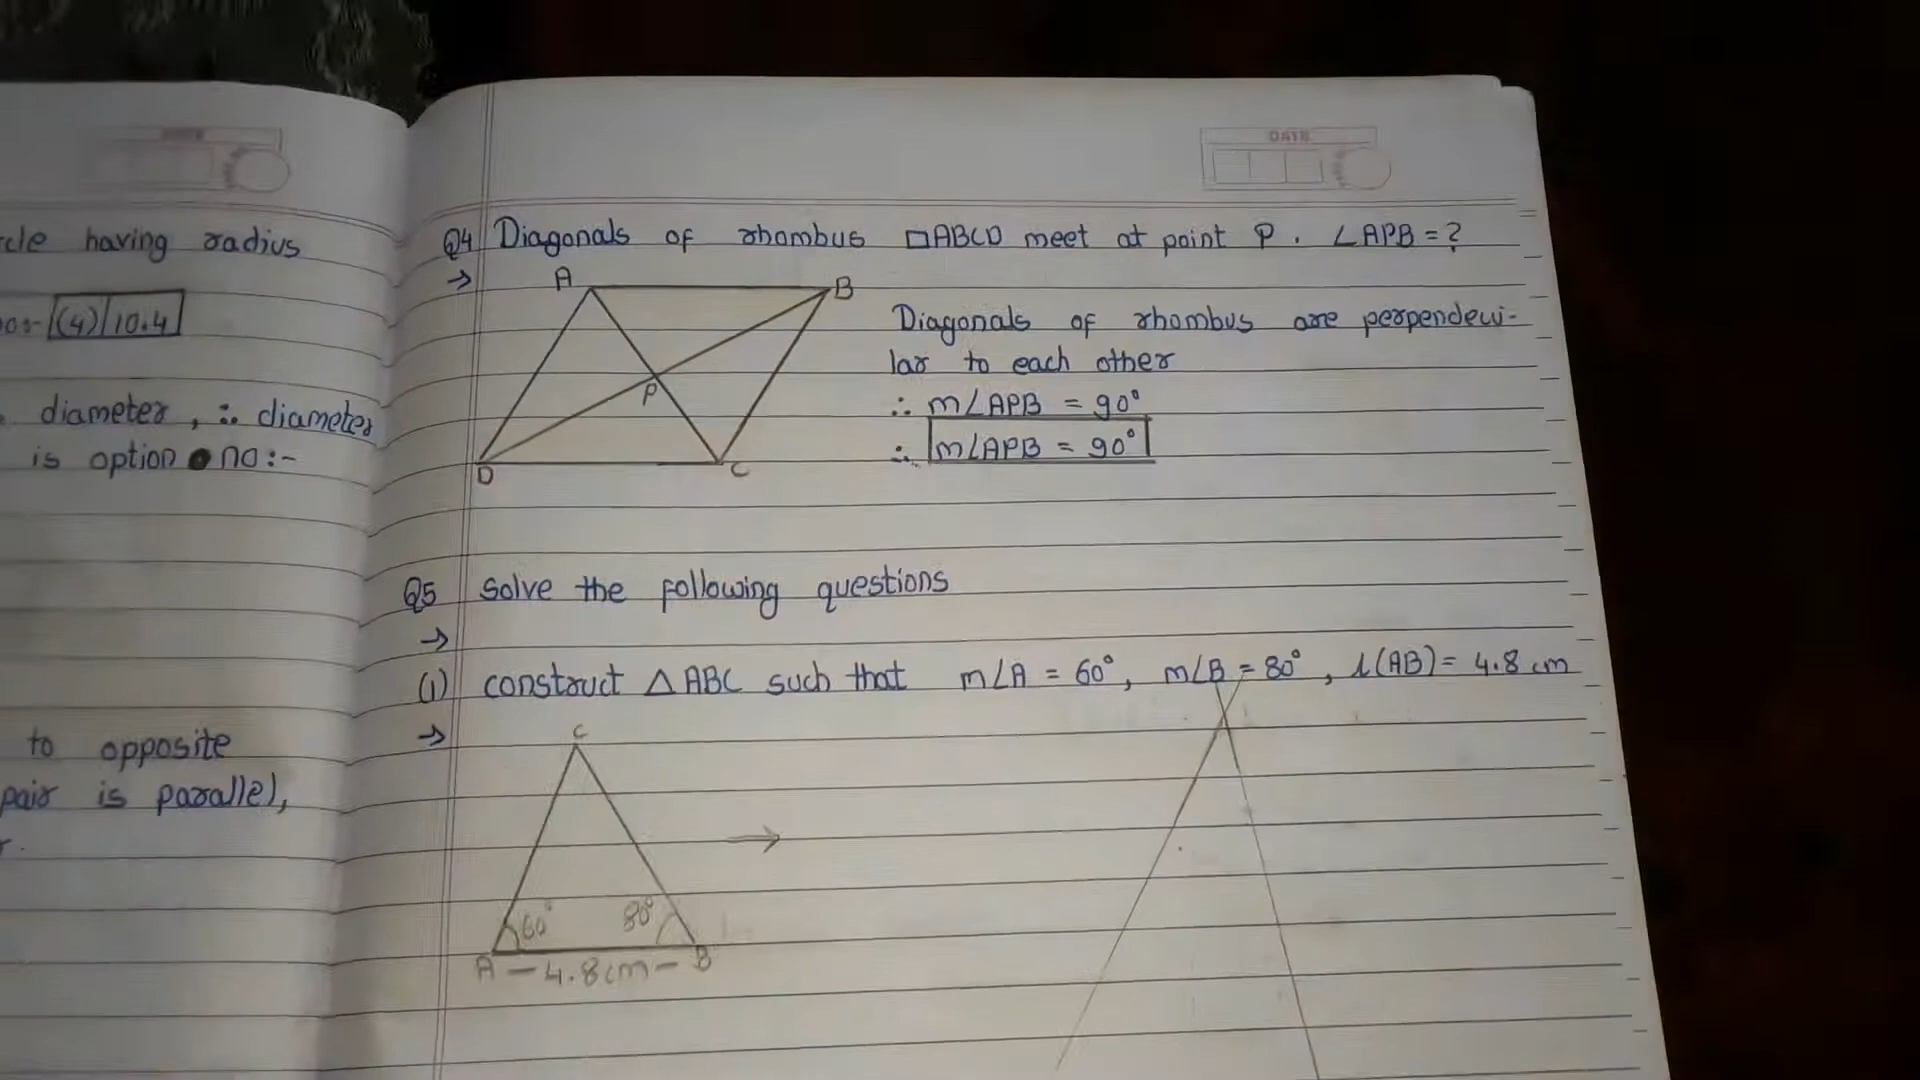 having radius
(4) 10.4
diameter, ∴ diameter
is option no:-
to opposite
pair is parallel,
DATE
Q4 Diagonals of rhombus □ABCD meet at point P. ∠APB = ?
→
A
B
P
D
C
Diagonals of rhombus are perpendicu-
lar to each other
∴ m∠APB = 90°
∴ m∠APB = 90°
Q5 Solve the following questions
→
(1) construct △ABC such that m∠A = 60°, m∠B = 80°, l(AB) = 4.8 cm
→
C
→
60° 80°
A - 4.8cm - B